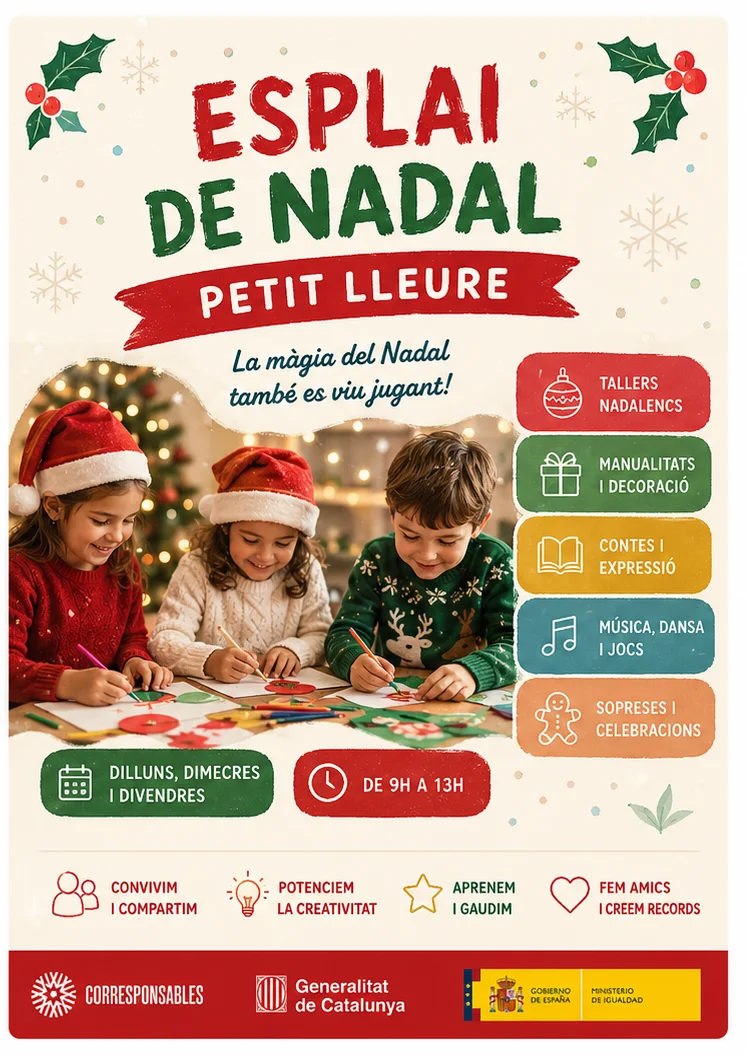 ESPLAI
DE NADAL
PETIT LLEURE
La màgia del Nadal
també es viu jugant!
TALLERS
NADALENCS
MANUALITATS
I DECORACIÓ
CONTES I
EXPRESSIÓ
MÚSICA, DANSA
I JOCS
SOPRESES I
CELEBRACIONS
DILLUNS, DIMECRES
I DIVENDRES
DE 9H A 13H
CONVIVIM
I COMPARTIM
POTENCIEM
LA CREATIVITAT
APRENEM
I GAUDIM
FEM AMICS
I CREEM RECORDS
CORRESPONSABLES
Generalitat
de Catalunya
GOBIERNO
DE ESPAÑA
MINISTERIO
DE IGUALDAD